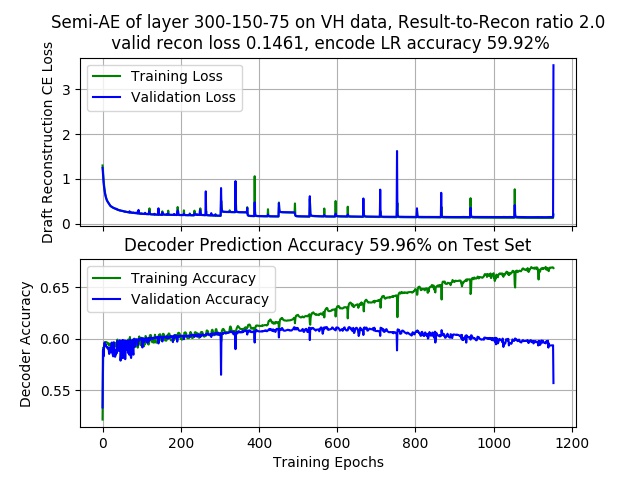 Semi-AE of layer 300-150-75 on VH data, Result-to-Recon ratio 2.0
valid recon loss 0.1461, encode LR accuracy 59.92%
Draft Reconstruction CE Loss
Training Loss
Validation Loss
3
2
1
0
Decoder Prediction Accuracy 59.96% on Test Set
Decoder Accuracy
Training Accuracy
Validation Accuracy
0.65
0.60
0.55
0 200 400 600 800 1000 1200
Training Epochs